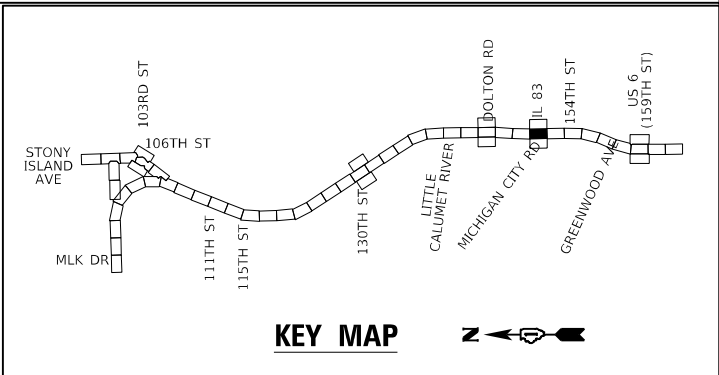 STONY
ISLAND
AVE
103RD ST
106TH ST
MLK DR
111TH ST
115TH ST
130TH ST
LITTLE
CALUMET RIVER
DOLTON RD
MICHIGAN CITY RD
IL 83
154TH ST
GREENWOOD AVE
US 6
(159TH ST)
KEY MAP
N